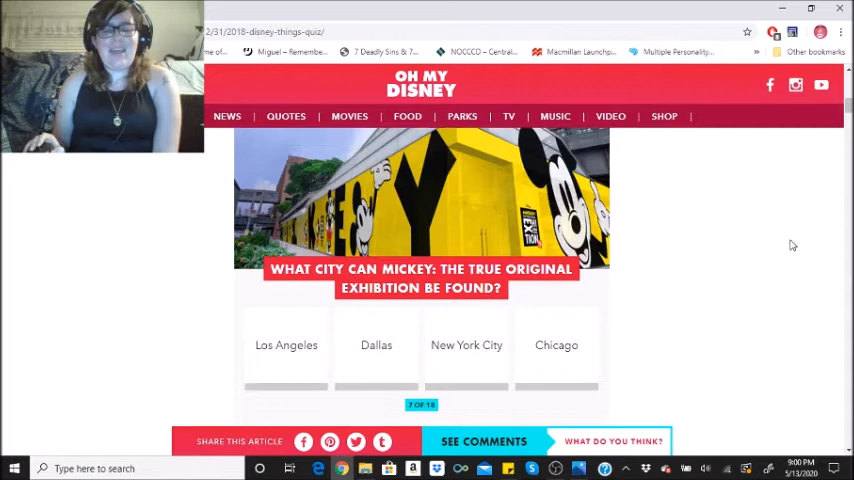 2/31/2018-disney-things-quiz/
ne of...
Miguel – Remembe...
7 Deadly Sins & 7...
NOCCCD – Central...
Macmillan Launchp...
Multiple Personality...
»
Other bookmarks
OH MY
DISNEY
NEWS | QUOTES | MOVIES | FOOD | PARKS | TV | MUSIC | VIDEO | SHOP |
WHAT CITY CAN MICKEY: THE TRUE ORIGINAL
EXHIBITION BE FOUND?
Los Angeles
Dallas
New York City
Chicago
7 OF 18
SHARE THIS ARTICLE
SEE COMMENTS
WHAT DO YOU THINK?
Type here to search
9:00 PM
5/13/2020